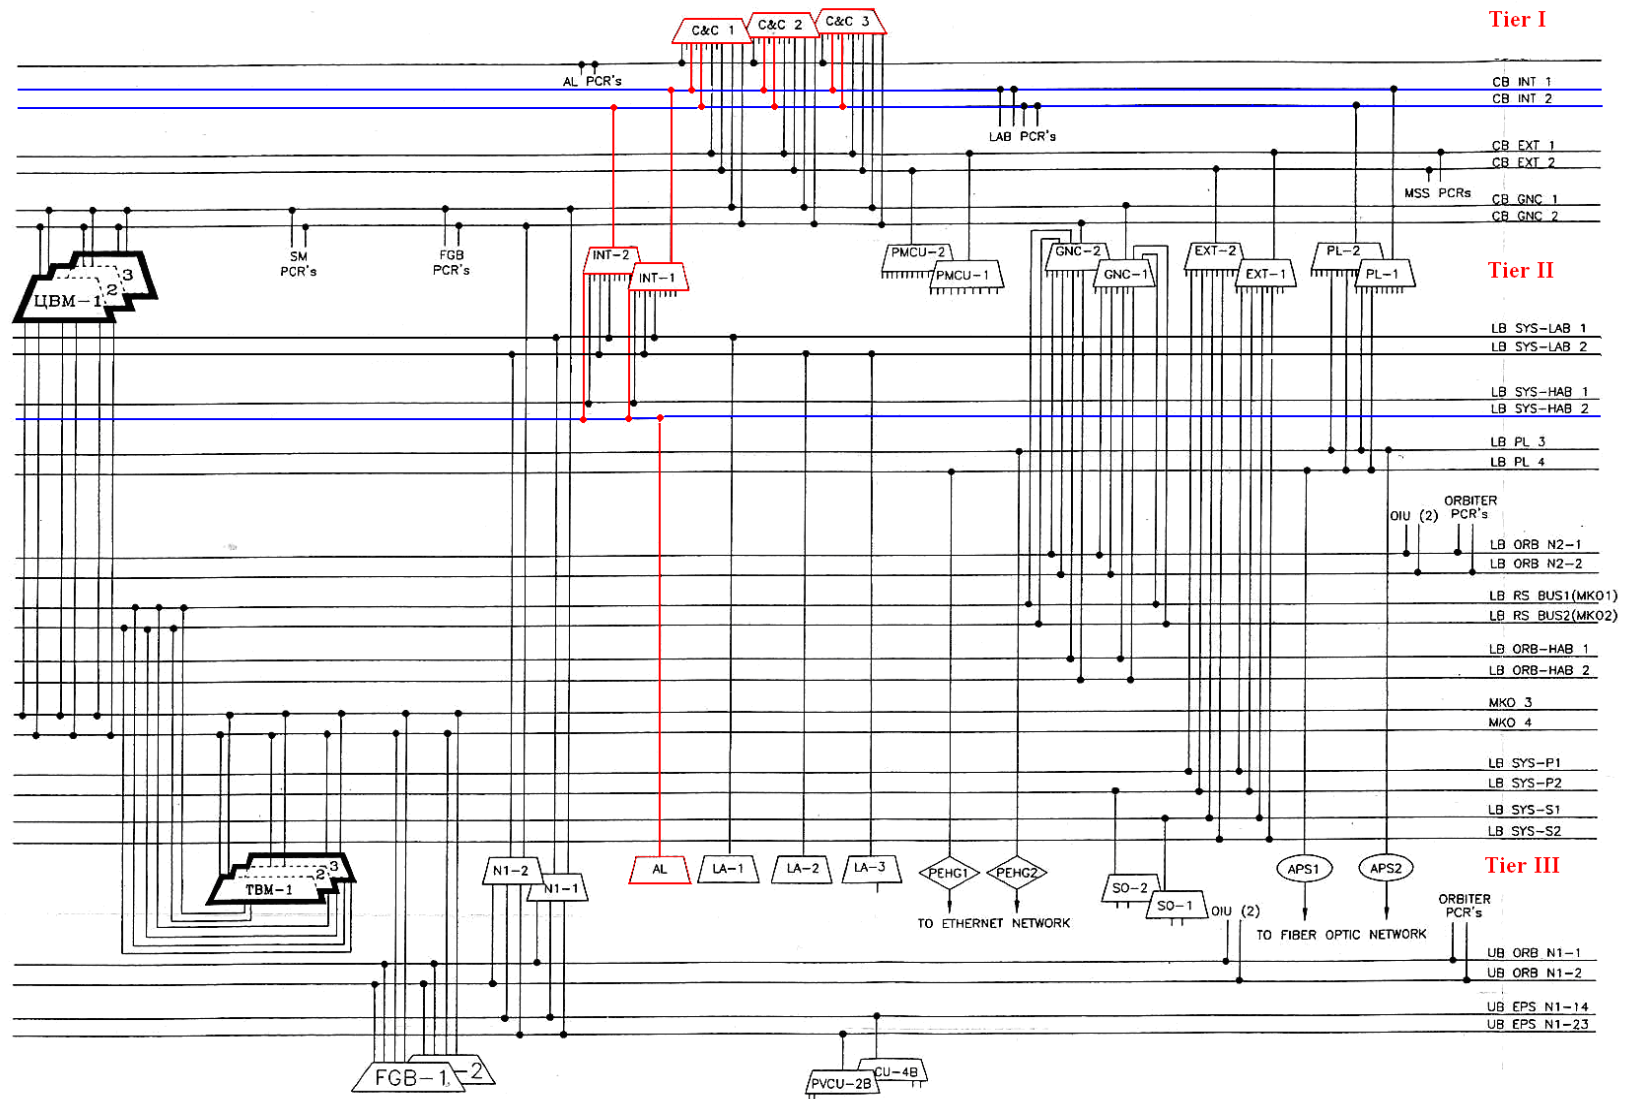 Tier I
C&C 1
C&C 2
C&C 3
AL PCR's
CB INT 1
CB INT 2
LAB PCR's
CB EXT 1
CB EXT 2
MSS PCRs
CB GNC 1
CB GNC 2
SM
PCR's
FGB
PCR's
ЦВМ-1
2
3
INT-2
INT-1
PMCU-2
PMCU-1
GNC-2
GNC-1
EXT-2
EXT-1
PL-2
PL-1
Tier II
LB SYS-LAB 1
LB SYS-LAB 2
LB SYS-HAB 1
LB SYS-HAB 2
LB PL 3
LB PL 4
OIU (2)
ORBITER
PCR's
LB ORB N2-1
LB ORB N2-2
LB RS BUS1(MKO1)
LB RS BUS2(MKO2)
LB ORB-HAB 1
LB ORB-HAB 2
MKO 3
MKO 4
LB SYS-P1
LB SYS-P2
LB SYS-S1
LB SYS-S2
Tier III
TBM-1
2
3
N1-2
N1-1
AL
LA-1
LA-2
LA-3
PEHG1
PEHG2
TO ETHERNET NETWORK
SO-2
SO-1
OIU (2)
APS1
APS2
TO FIBER OPTIC NETWORK
ORBITER
PCR's
UB ORB N1-1
UB ORB N1-2
UB EPS N1-14
UB EPS N1-23
FGB-1
-2
PVCU-2B
CU-4B